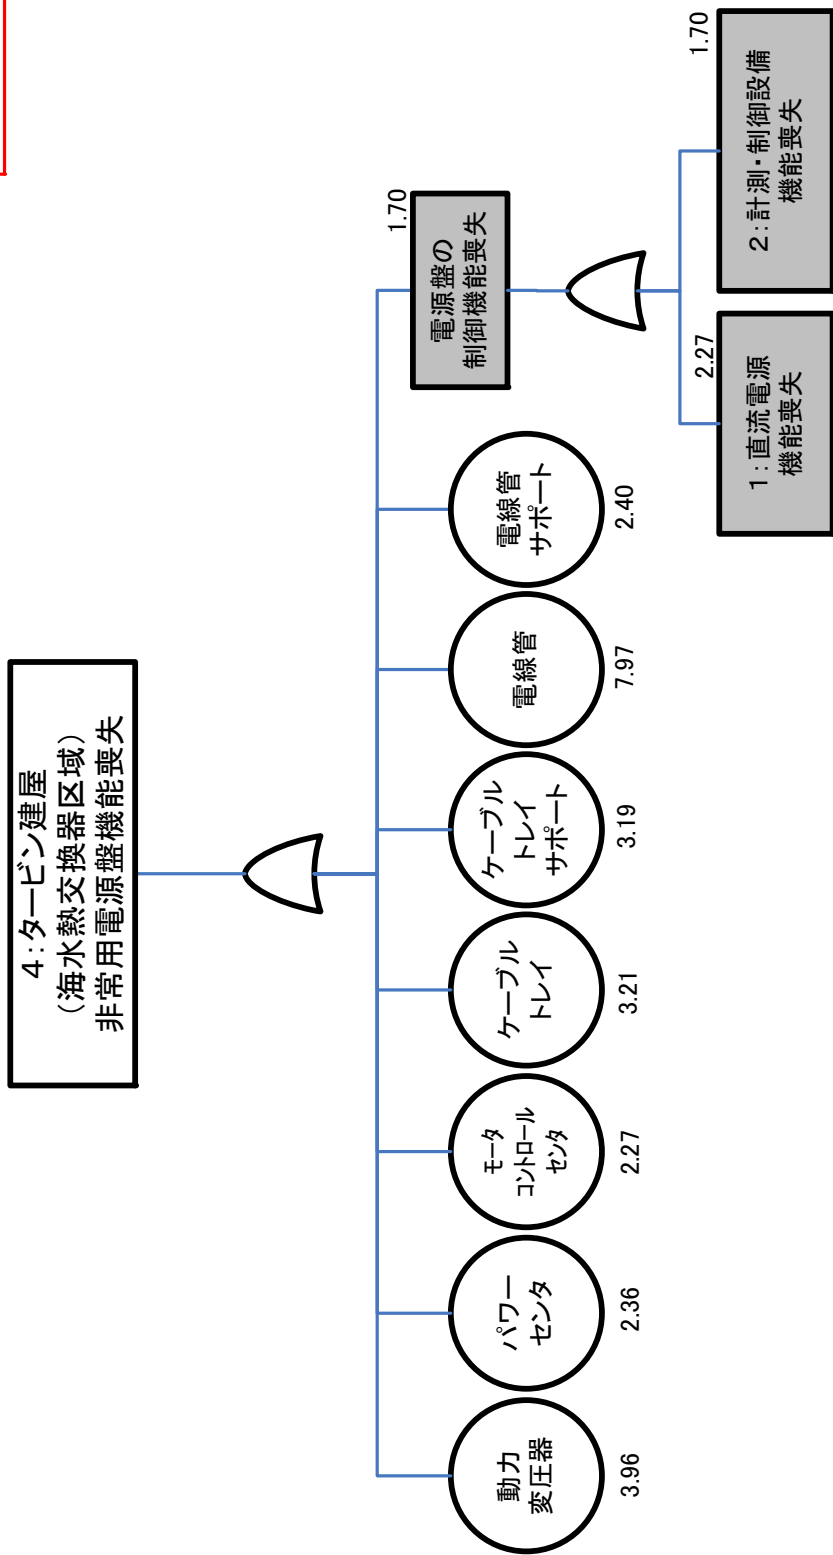 4:タービン建屋
(海水熱交換器区域)
非常用電源盤機能喪失
動力
変圧器
3.96
パワー
センタ
2.36
モータ
コントロール
センタ
2.27
ケーブル
トレイ
3.21
ケーブル
トレイ
サポート
3.19
電線管
7.97
電線管
サポート
2.40
電源盤の
制御機能喪失
1.70
1:直流電源
機能喪失
2.27
2:計測・制御設備
機能喪失
1.70